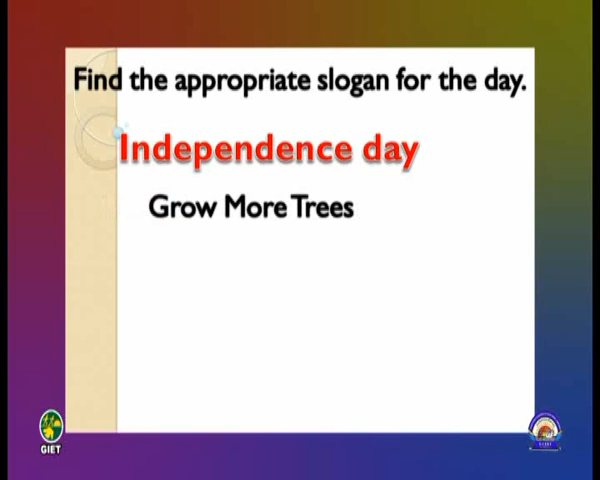 Find the appropriate slogan for the day.
Independence day
Grow More Trees
GIET